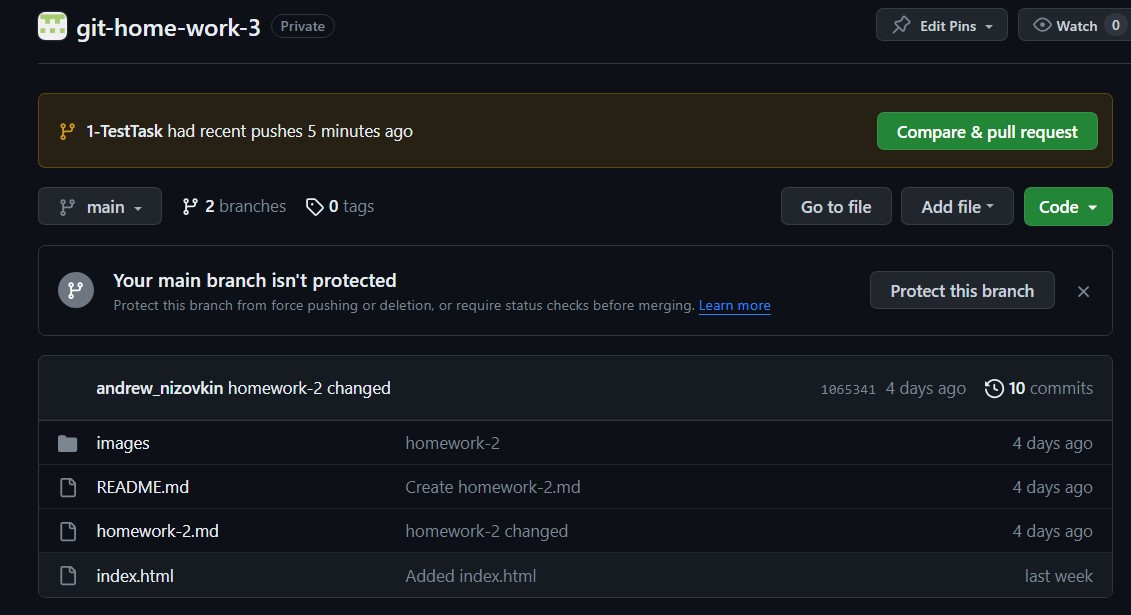 git-home-work-3 Private Edit Pins Watch 0
1-TestTask had recent pushes 5 minutes ago Compare & pull request
main 2 branches 0 tags Go to file Add file Code
Your main branch isn't protected
Protect this branch from force pushing or deletion, or require status checks before merging. Learn more
Protect this branch
andrew_nizovkin homework-2 changed 1065341 4 days ago 10 commits
images homework-2 4 days ago
README.md Create homework-2.md 4 days ago
homework-2.md homework-2 changed 4 days ago
index.html Added index.html last week